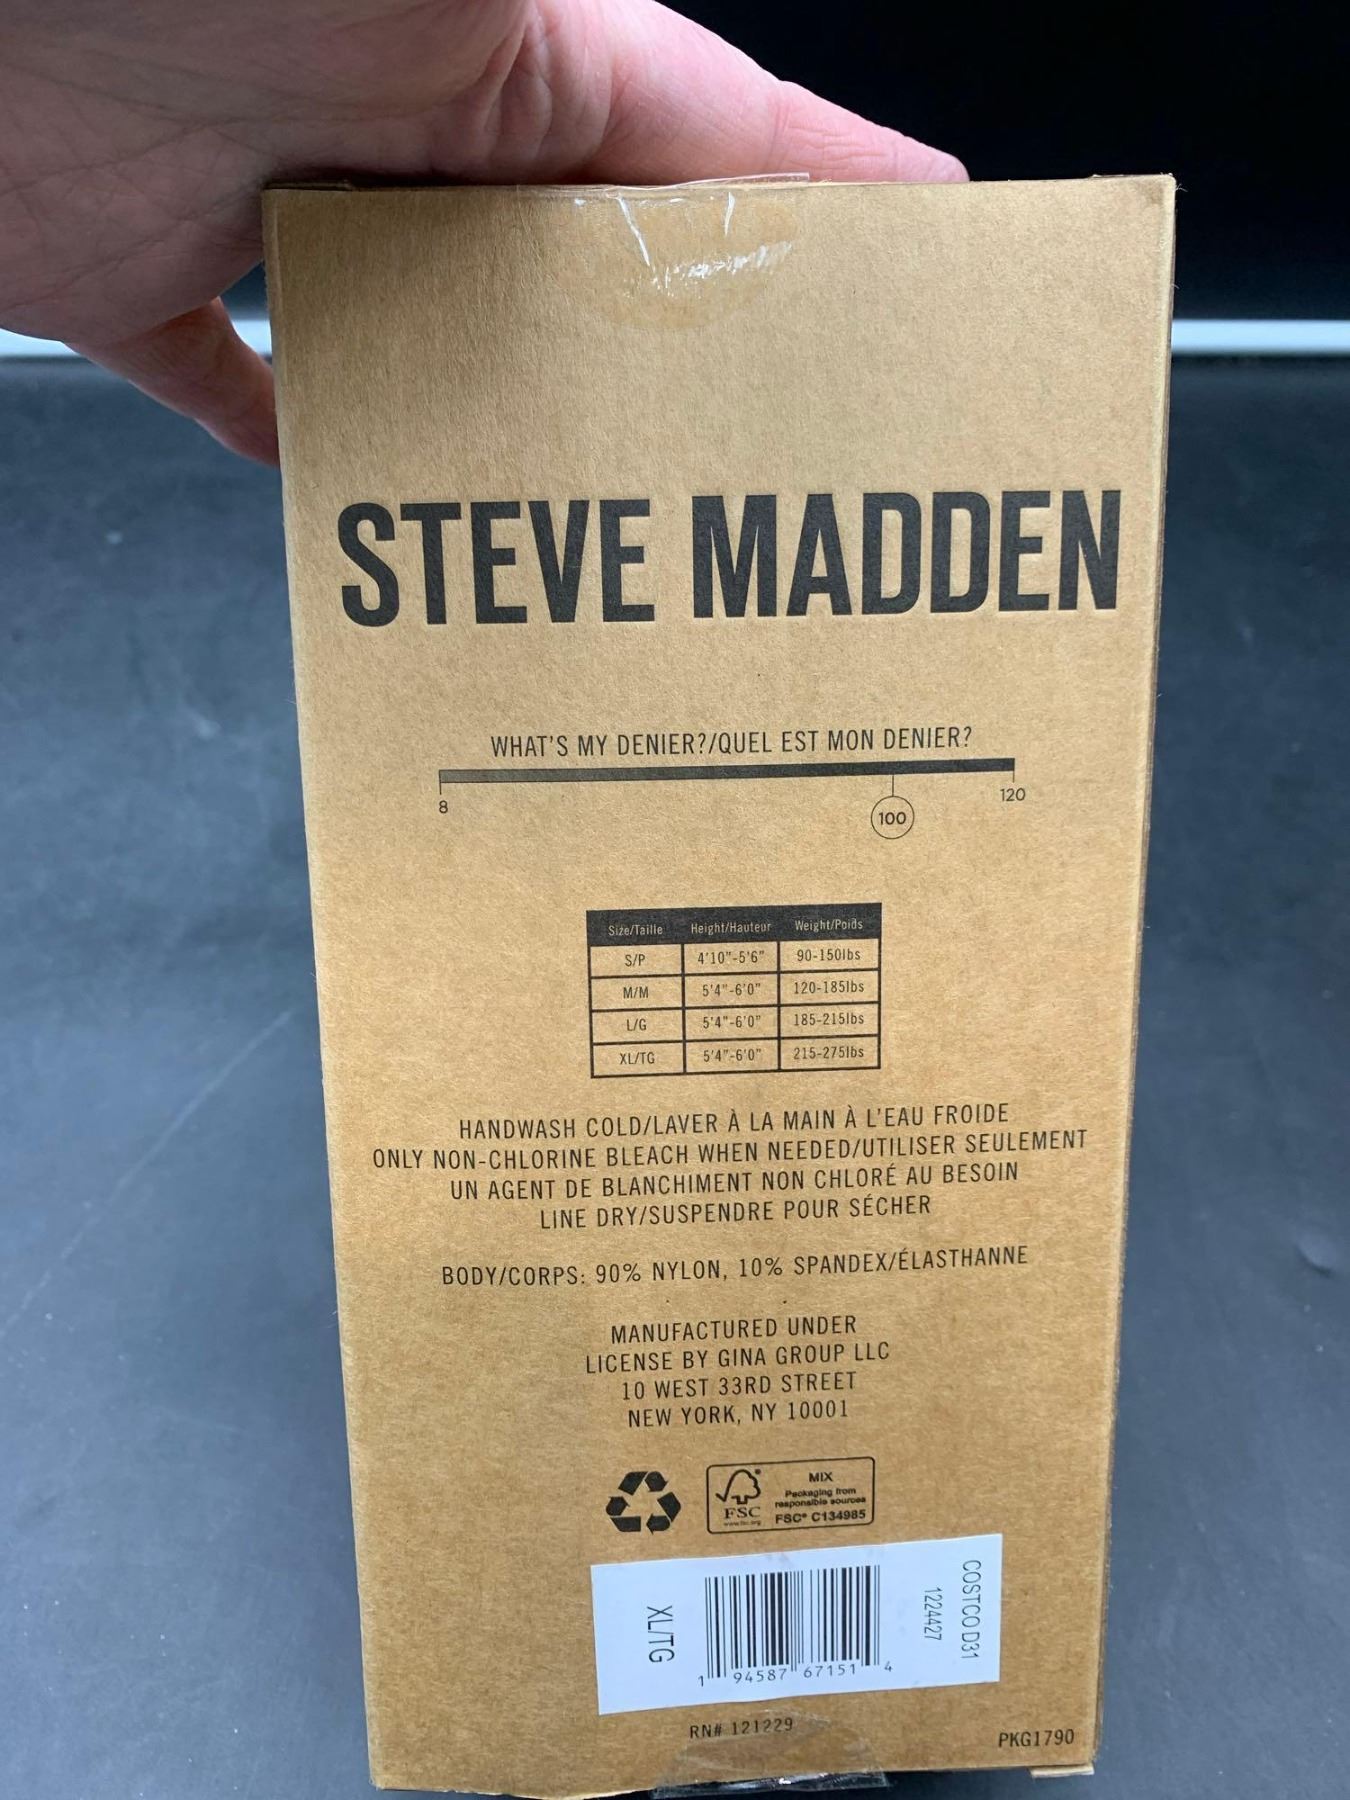 STEVE MADDEN
WHAT'S MY DENIER?/QUEL EST MON DENIER?
8
100
120
Size/Taille Height/Hauteur Weight/Poids
S/P 4'10"-5'6" 90-150lbs
M/M 5'4"-6'0" 120-185lbs
L/G 5'4"-6'0" 185-215lbs
XL/TG 5'4"-6'0" 215-275lbs
HANDWASH COLD/LAVER À LA MAIN À L'EAU FROIDE
ONLY NON-CHLORINE BLEACH WHEN NEEDED/UTILISER SEULEMENT
UN AGENT DE BLANCHIMENT NON CHLORÉ AU BESOIN
LINE DRY/SUSPENDRE POUR SÉCHER
BODY/CORPS: 90% NYLON, 10% SPANDEX/ÉLASTHANNE
MANUFACTURED UNDER
LICENSE BY GINA GROUP LLC
10 WEST 33RD STREET
NEW YORK, NY 10001
FSC
www.fsc.org
MIX
Packaging from
responsible sources
FSC® C134985
COSTCO D31
1224427
XL/TG
1 94587 67151 4
RN# 121229
PKG1790